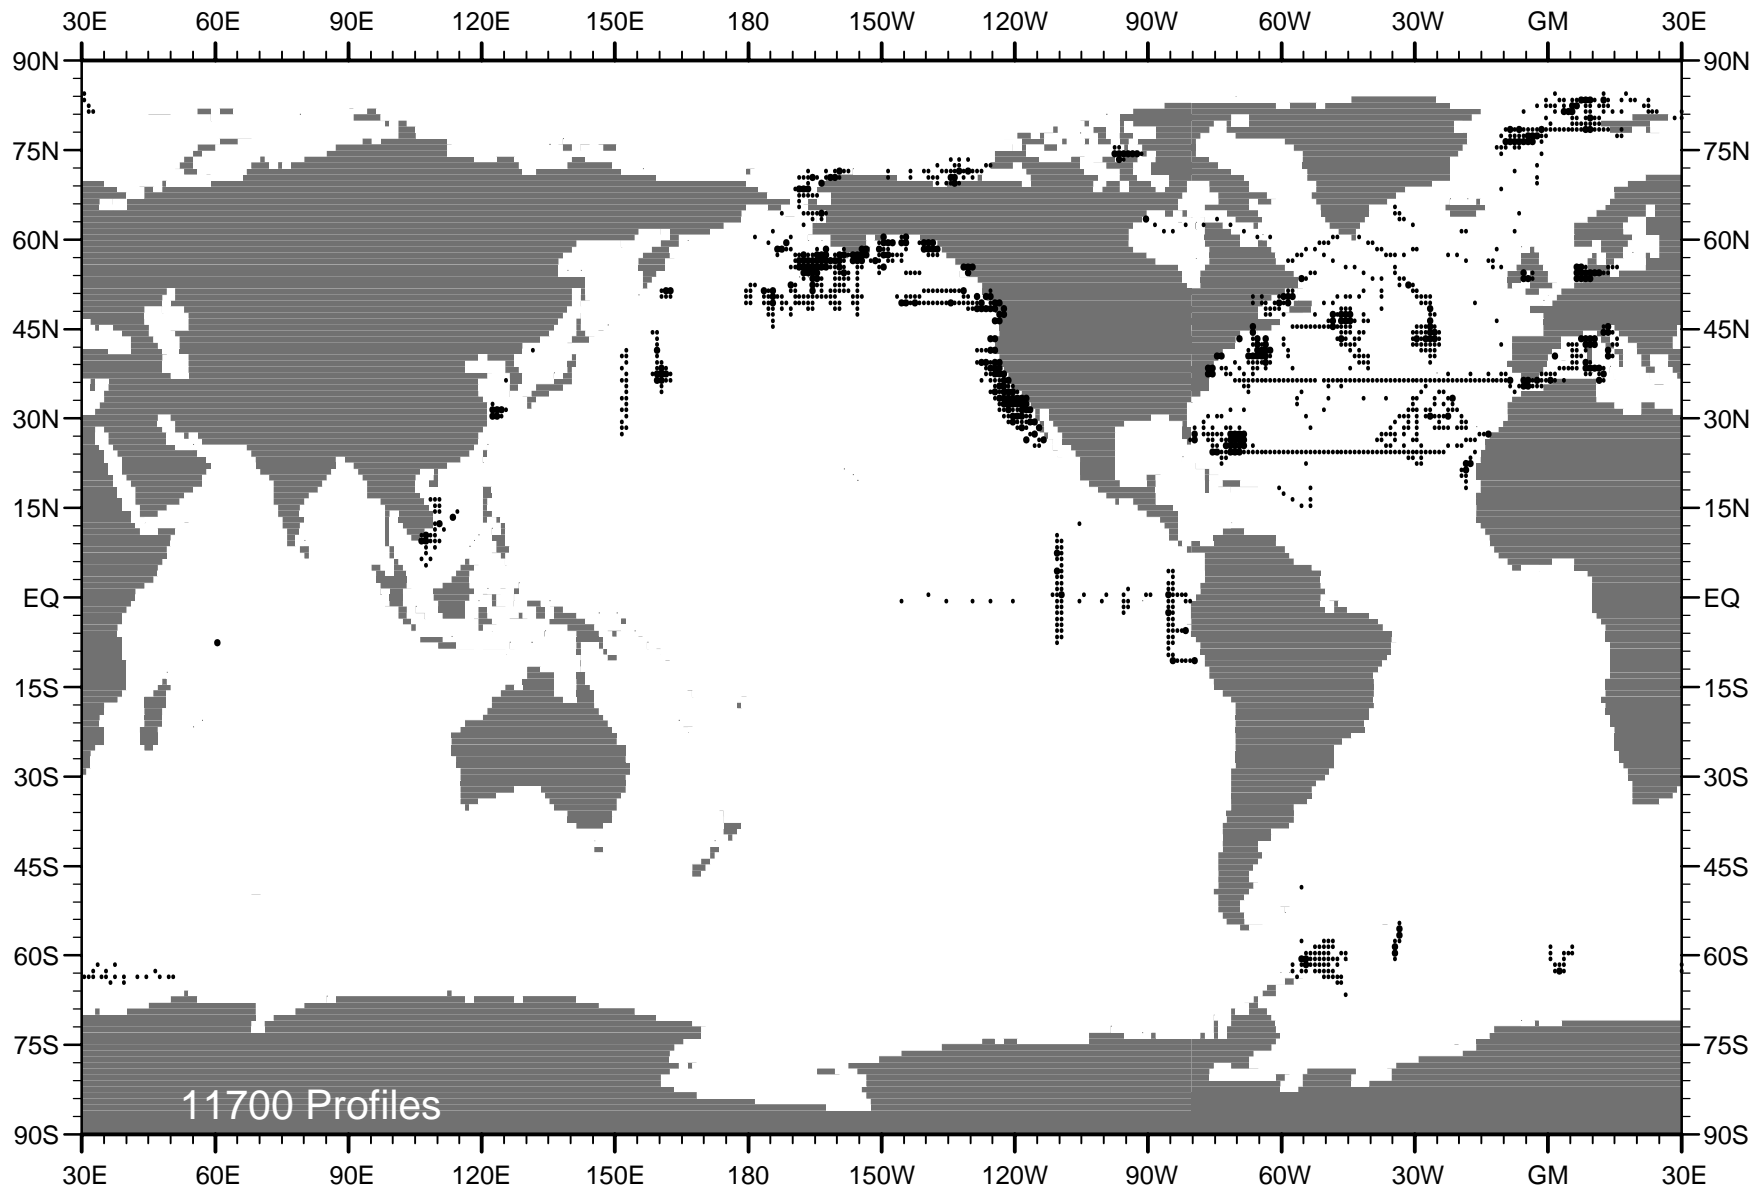 30E 60E 90E 120E 150E 180 150W 120W 90W 60W 30W GM 30E
90N 90N
75N 75N
60N 60N
45N 45N
30N 30N
15N 15N
EQ EQ
15S 15S
30S 30S
45S 45S
60S 60S
75S 75S
11700 Profiles
90S 90S
30E 60E 90E 120E 150E 180 150W 120W 90W 60W 30W GM 30E